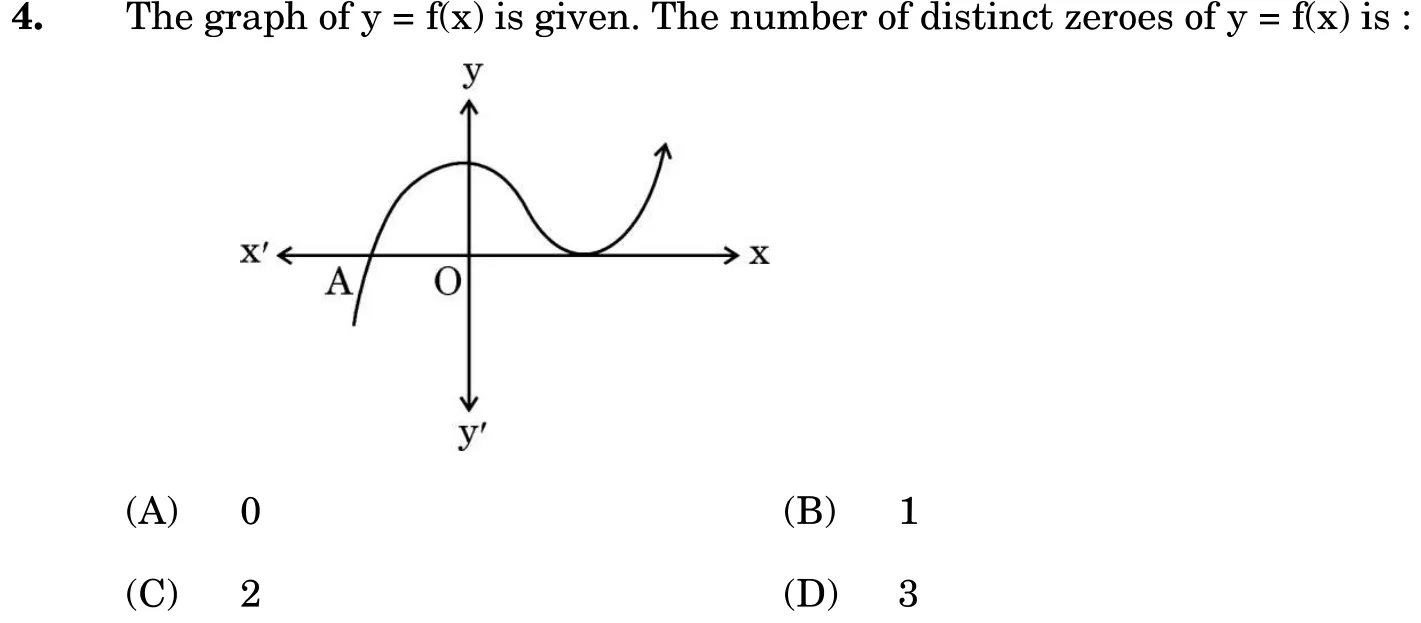 4. The graph of y = f(x) is given. The number of distinct zeroes of y = f(x) is :
y
x′ x
A O
y′
(A) 0 (B) 1
(C) 2 (D) 3